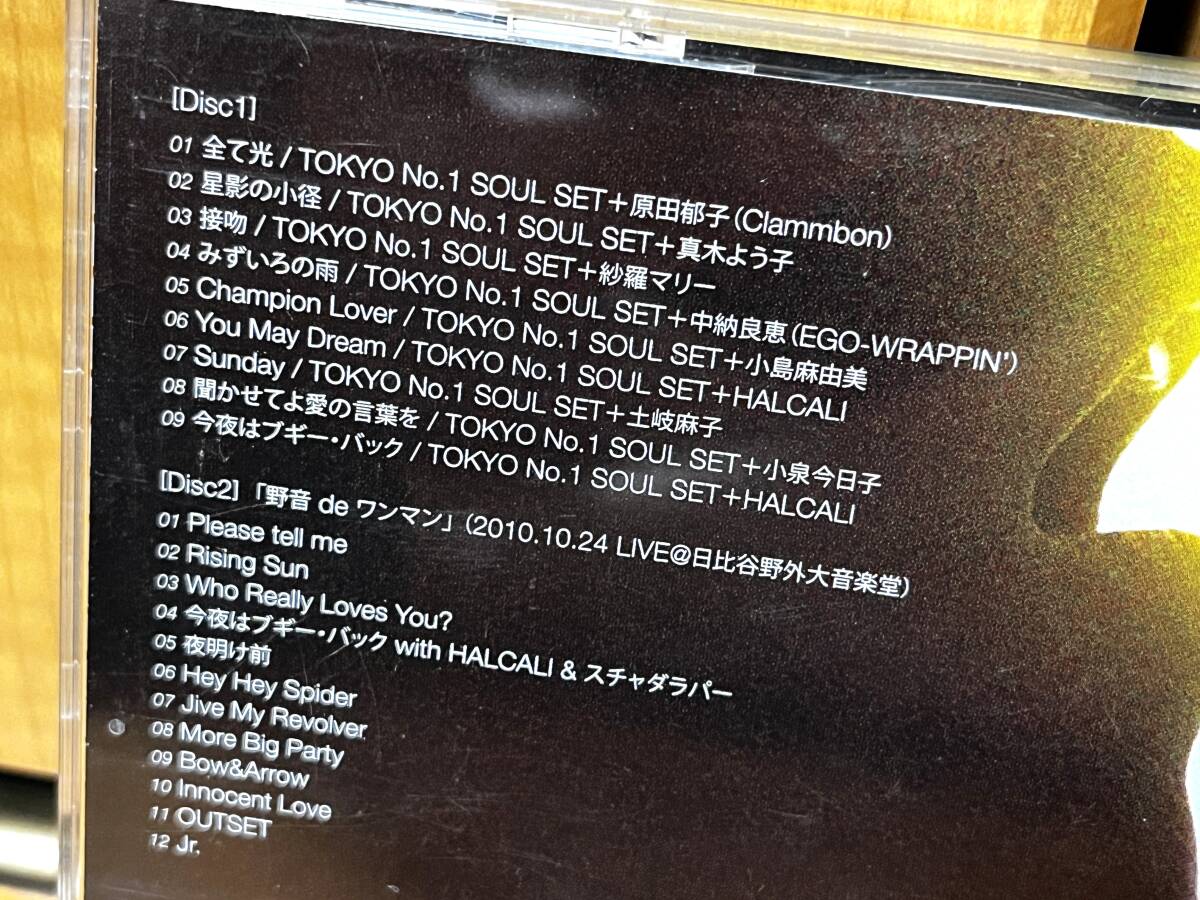 [Disc1]
01 全て光 / TOKYO No.1 SOUL SET+原田郁子(Clammbon)
02 星影の小径 / TOKYO No.1 SOUL SET+真木よう子
03 接吻 / TOKYO No.1 SOUL SET+紗羅マリー
04 みずいろの雨 / TOKYO No.1 SOUL SET+中納良恵(EGO-WRAPPIN')
05 Champion Lover / TOKYO No.1 SOUL SET+小島麻由美
06 You May Dream / TOKYO No.1 SOUL SET+HALCALI
07 Sunday / TOKYO No.1 SOUL SET+土岐麻子
08 聞かせてよ愛の言葉を / TOKYO No.1 SOUL SET+小泉今日子
09 今夜はブギー・バック / TOKYO No.1 SOUL SET+HALCALI
[Disc2]「野音 de ワンマン」(2010.10.24 LIVE@日比谷野外大音楽堂)
01 Please tell me
02 Rising Sun
03 Who Really Loves You?
04 今夜はブギー・バック with HALCALI & スチャダラパー
05 夜明け前
06 Hey Hey Spider
07 Jive My Revolver
08 More Big Party
09 Bow&Arrow
10 Innocent Love
11 OUTSET
12 Jr.